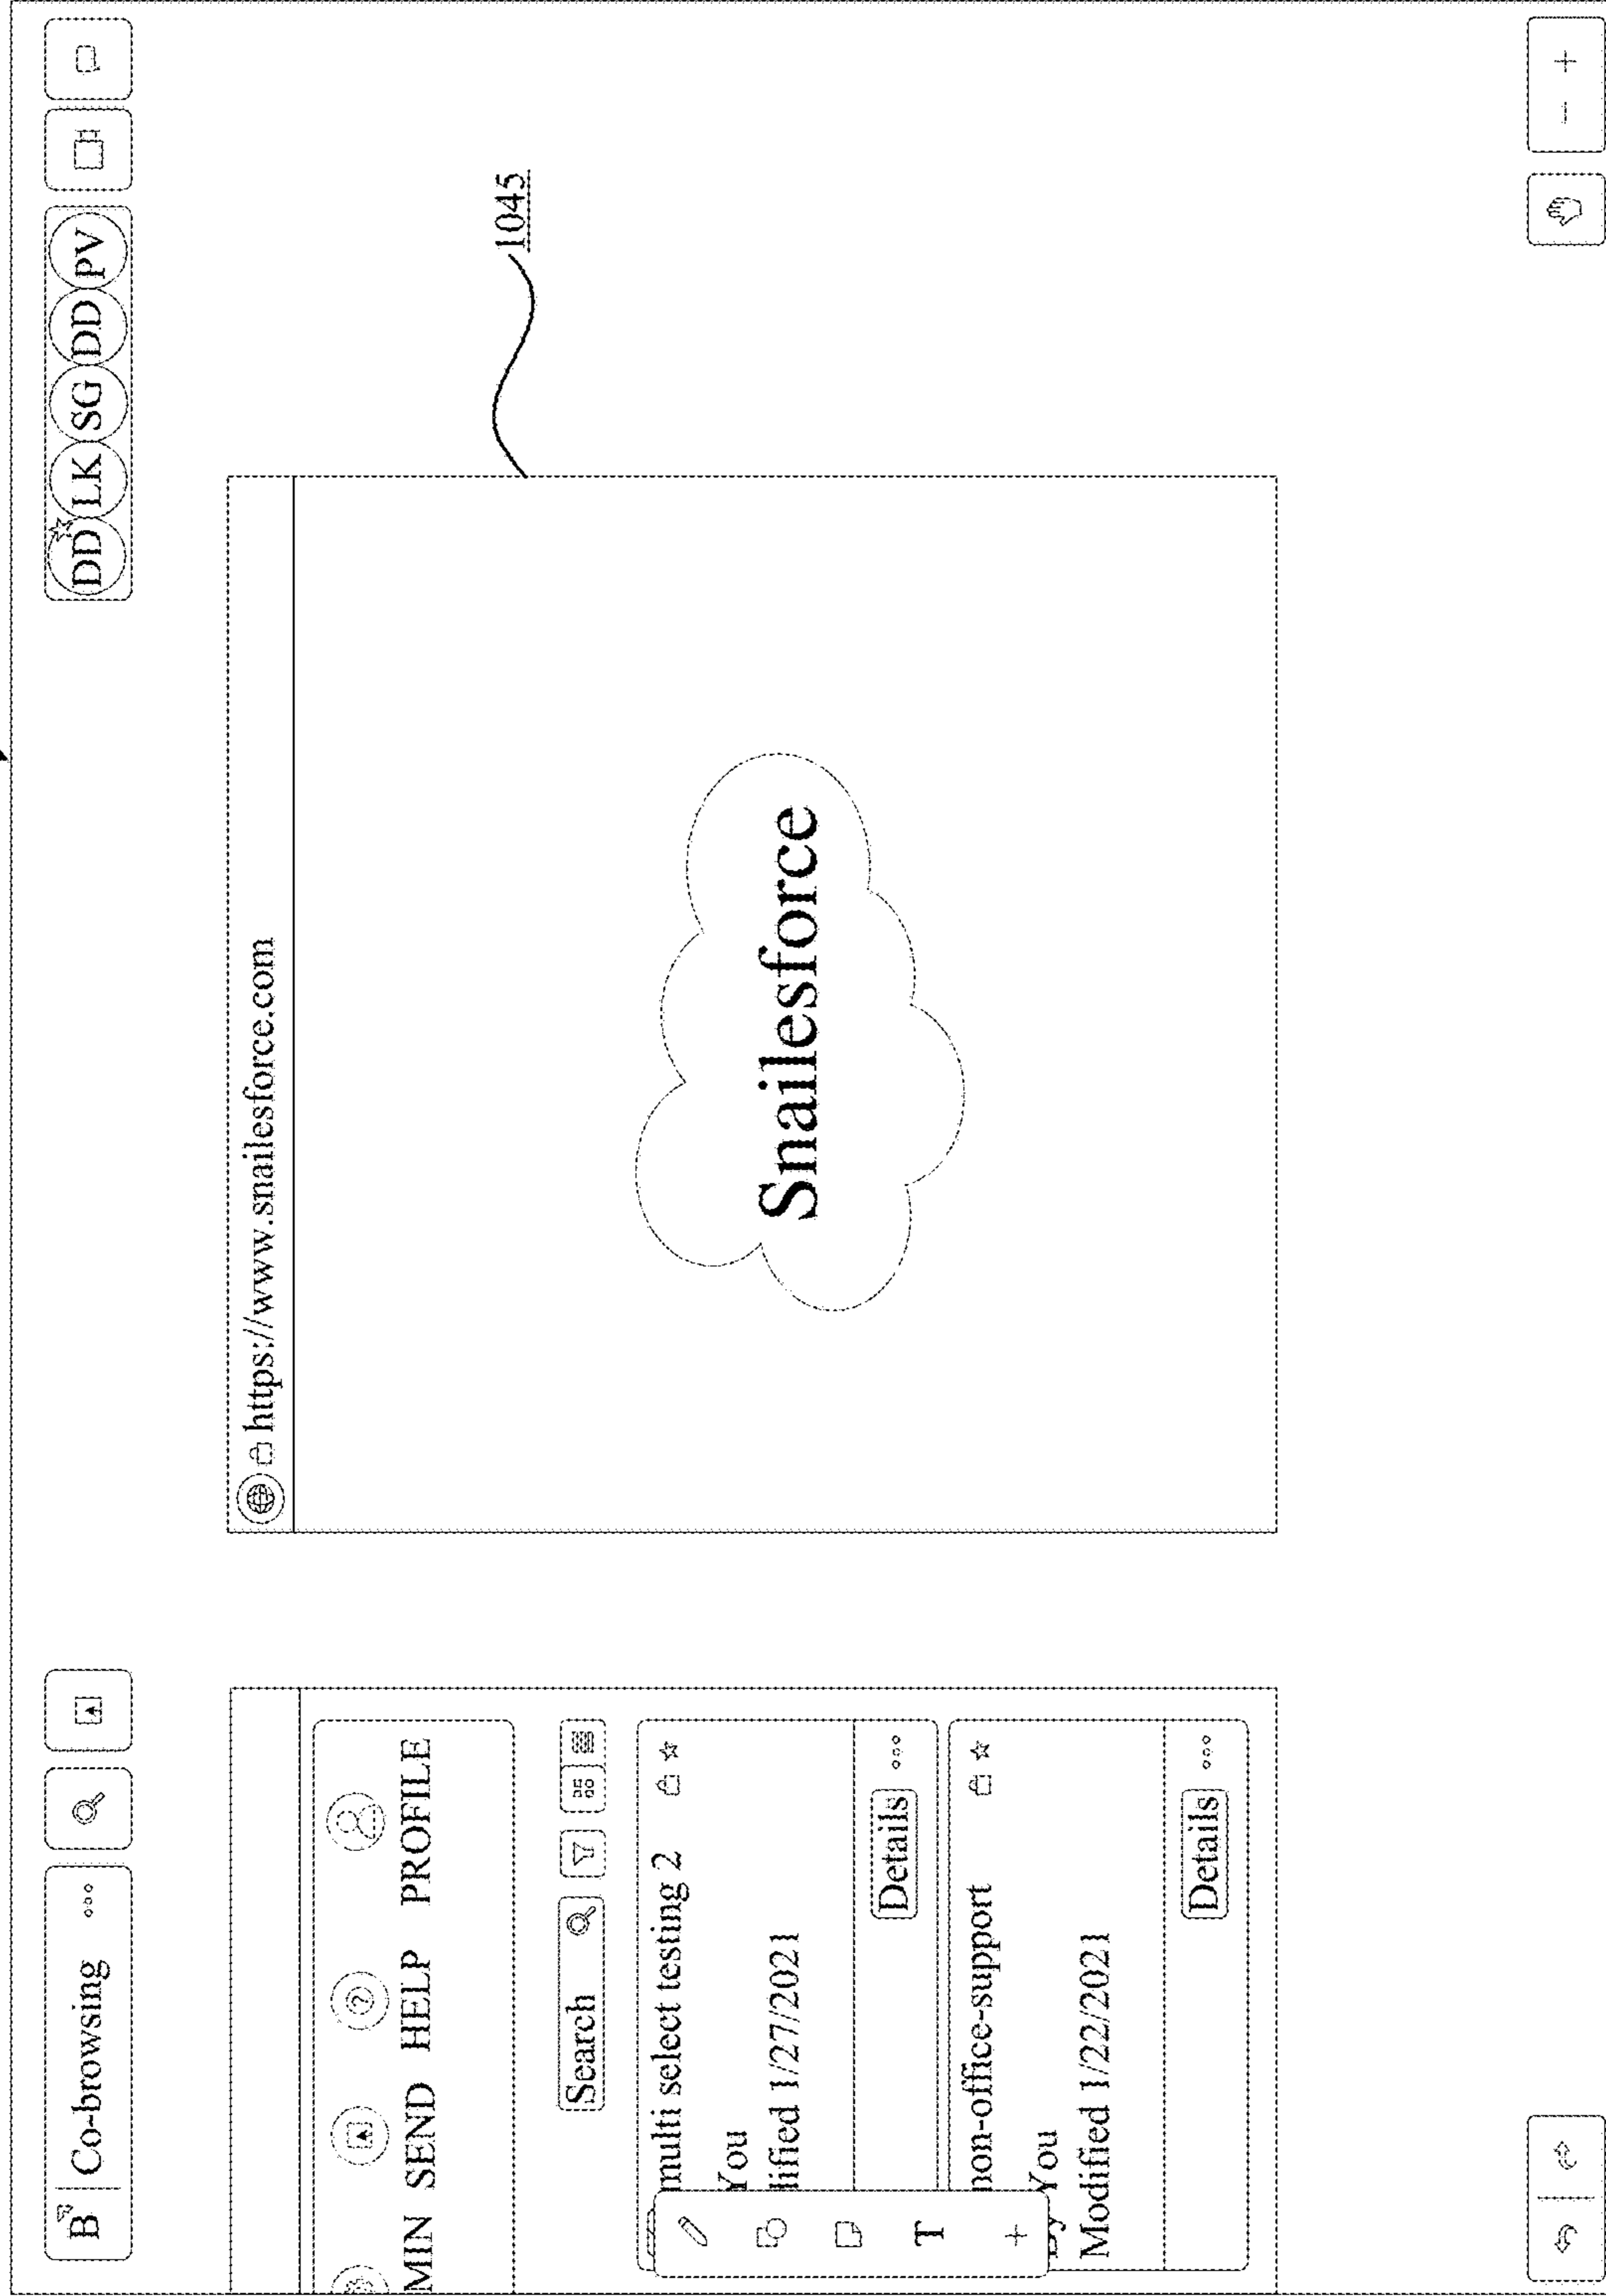 B Co-browsing
DD LK SG DD PV
MIN SEND HELP PROFILE
Search
multi select testing 2
You
lified 1/27/2021
Details
non-office-support
By You
Modified 1/22/2021
Details
T
https://www.snailesforce.com
Snailesforce
1045